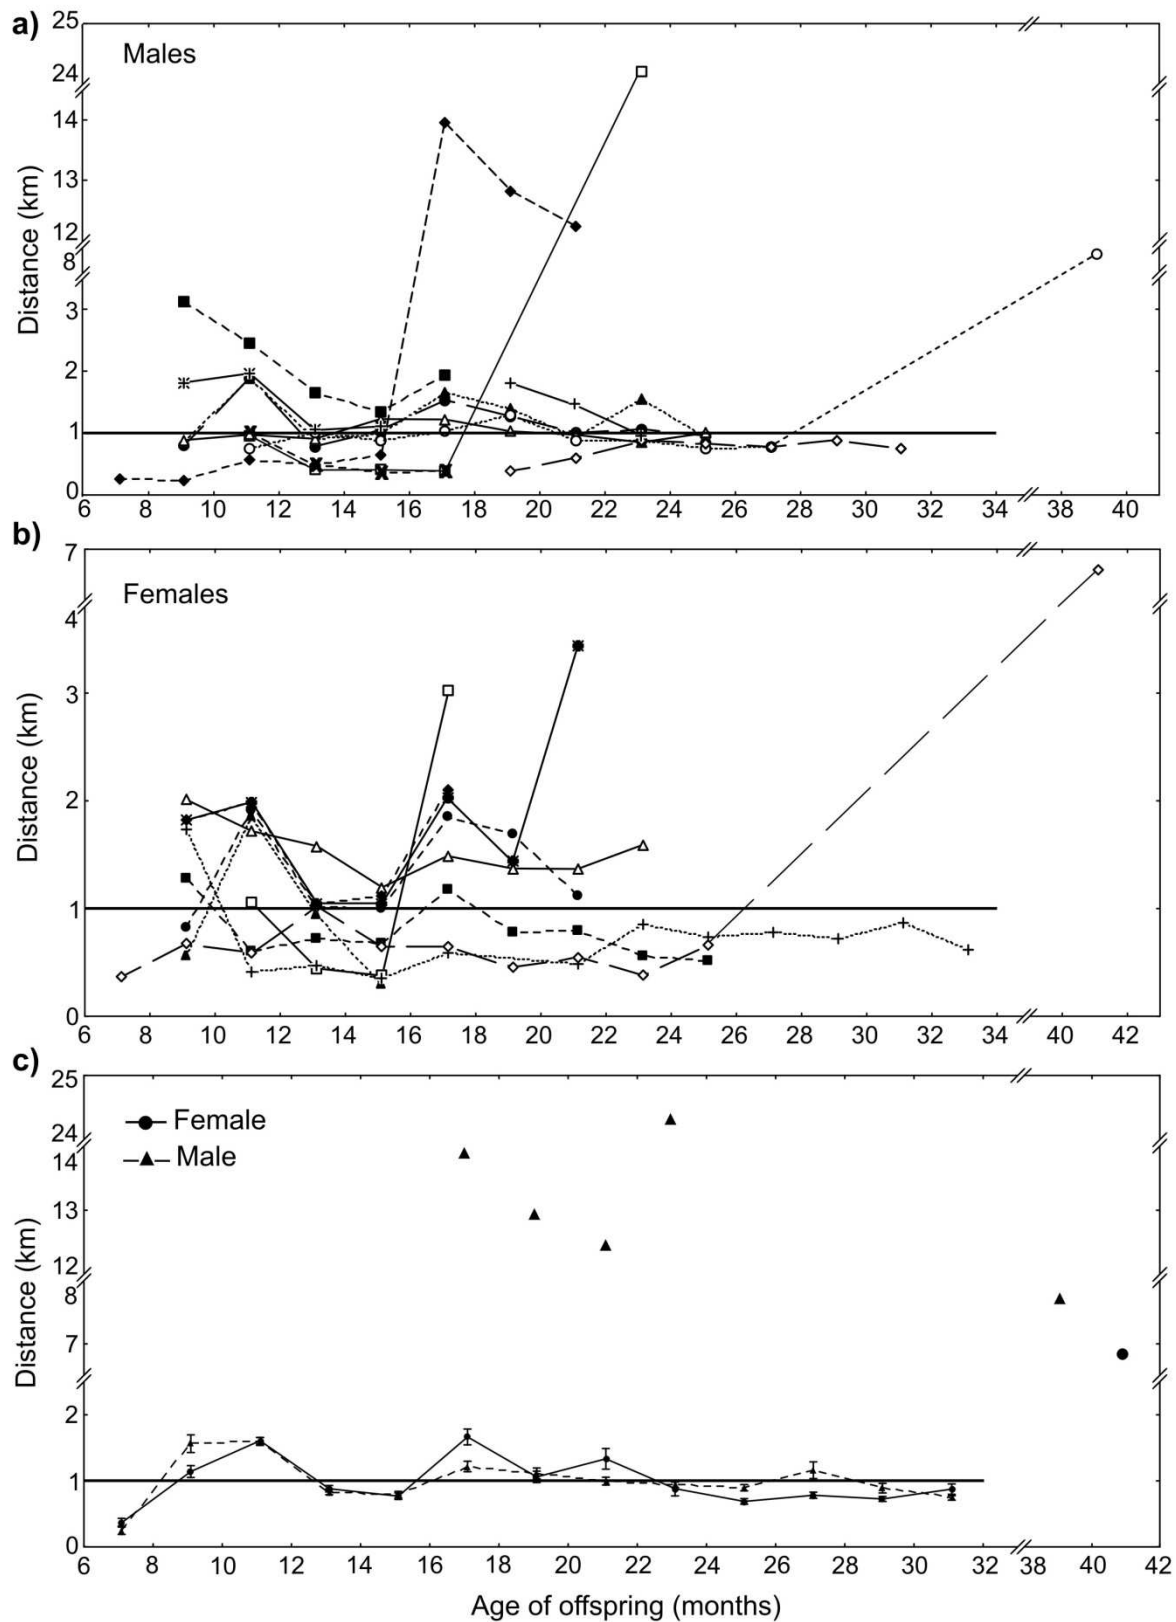 a)
Males
25
24
14
13
12
8
3
2
1
0
Distance (km)
6 8 10 12 14 16 18 20 22 24 26 28 30 32 34 38 40
b)
Females
7
4
3
2
1
0
Distance (km)
6 8 10 12 14 16 18 20 22 24 26 28 30 32 34 40 42
c)
Female
Male
25
24
14
13
12
8
7
2
1
0
Distance (km)
6 8 10 12 14 16 18 20 22 24 26 28 30 32 38 40 42
Age of offspring (months)